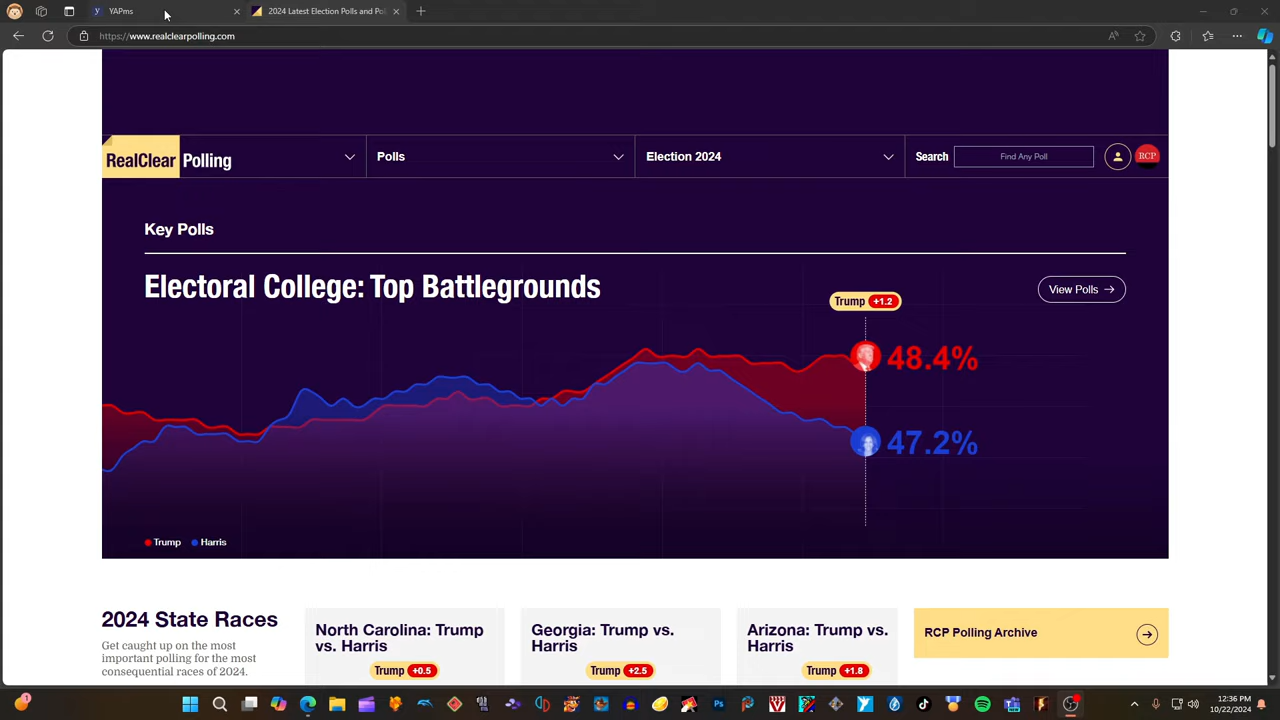 YAPms
2024 Latest Election Polls and Pol
https://www.realclearpolling.com
RealClear Polling
Polls
Election 2024
Search
Find Any Poll
RCP
Key Polls
Electoral College: Top Battlegrounds
View Polls
Trump +1.2
48.4%
47.2%
Trump
Harris
2024 State Races
Get caught up on the most
important polling for the most
consequential races of 2024.
North Carolina: Trump
vs. Harris
Trump +0.5
Georgia: Trump vs.
Harris
Trump +2.5
Arizona: Trump vs.
Harris
Trump +1.8
RCP Polling Archive
1
12:36 PM
10/22/2024